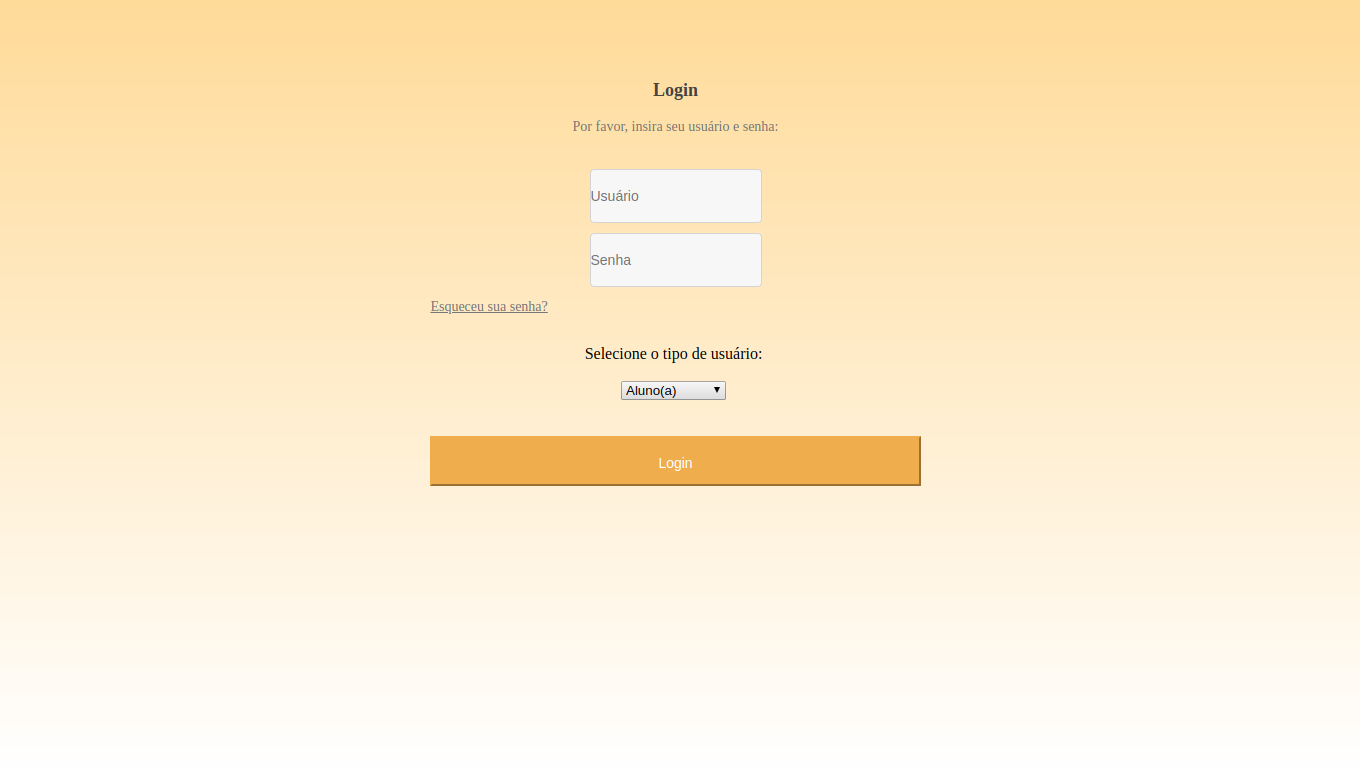 Login
Por favor, insira seu usuário e senha:
Usuário
Senha
Esqueceu sua senha?
Selecione o tipo de usuário:
Aluno(a)
Login